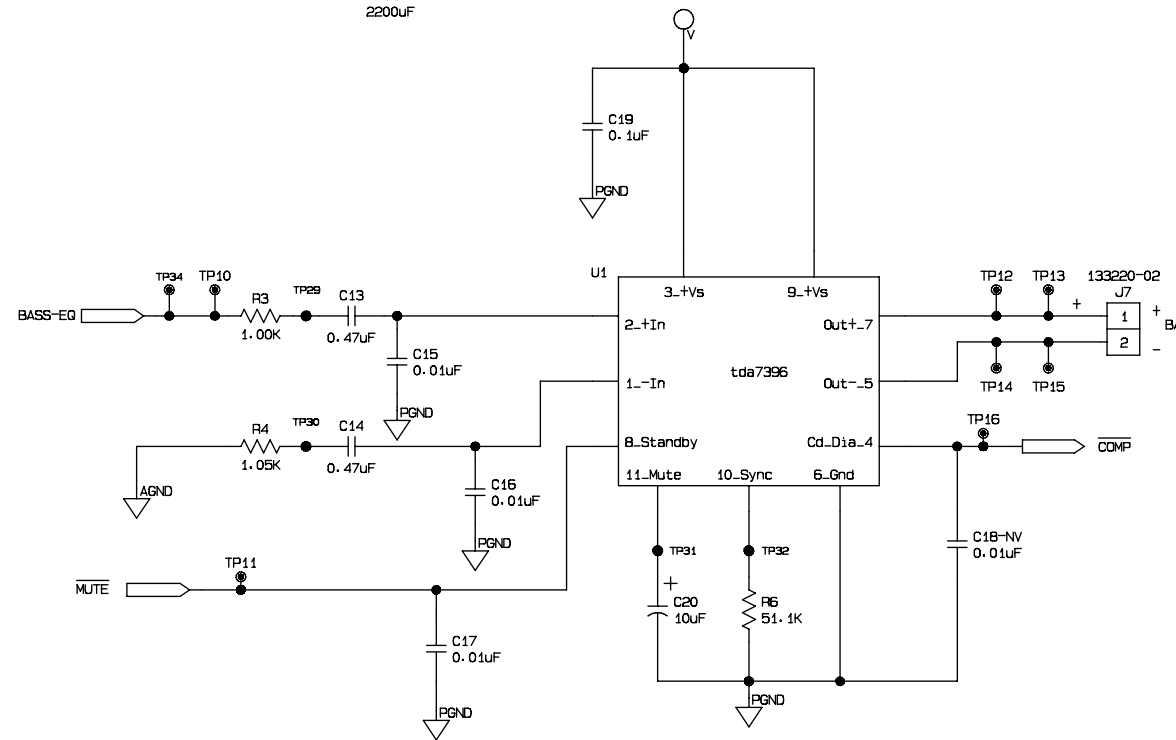 2200uF
V
C19
0.1uF
PGND
U1
3_+Vs
9_+Vs
2_+In
1_-In
8_Standby
11_Mute
10_Sync
6_Gnd
Out+_7
Out-_5
Cd_Dia_4
tda7396
BASS-EQ
TP34
TP10
R3
1.00K
TP29
C13
0.47uF
C15
0.01uF
PGND
R4
1.05K
TP30
C14
0.47uF
AGND
C16
0.01uF
PGND
MUTE
TP11
C17
0.01uF
PGND
TP31
+
C20
10uF
TP32
R6
51.1K
PGND
TP12
TP13
133220-02
J7
+
1
+
2
-
BA
TP14
TP15
TP16
COMP
C18-NV
0.01uF